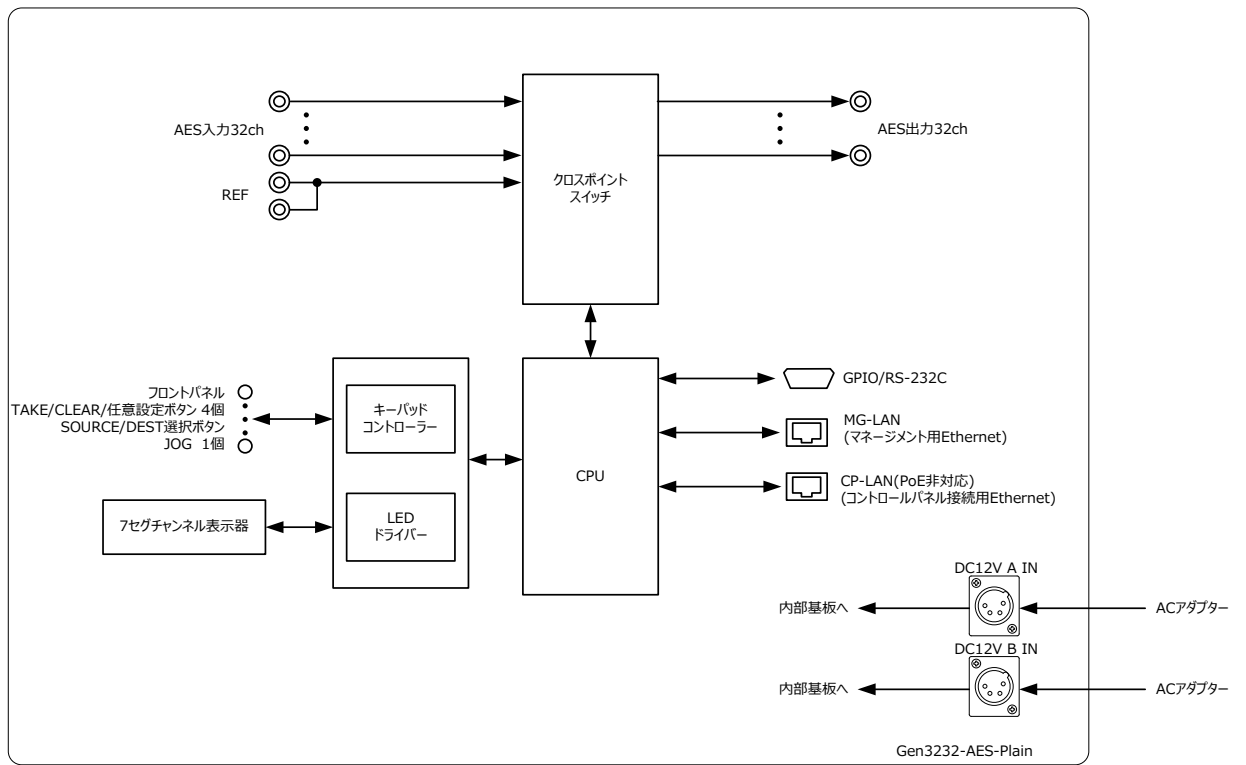 AES入力32ch
REF
クロスポイント
スイッチ
AES出力32ch
フロントパネル
TAKE/CLEAR/任意設定ボタン 4個
SOURCE/DEST選択ボタン
JOG 1個
キーパッド
コントローラー
7セグチャンネル表示器
LED
ドライバー
CPU
GPIO/RS-232C
MG-LAN
(マネージメント用Ethernet)
CP-LAN(PoE非対応)
(コントロールパネル接続用Ethernet)
DC12V A IN
内部基板へ
ACアダプター
DC12V B IN
内部基板へ
ACアダプター
Gen3232-AES-Plain